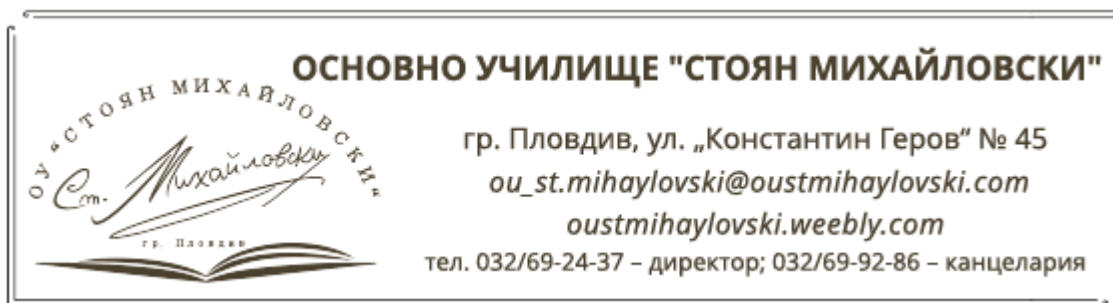 ОСНОВНО УЧИЛИЩЕ "СТОЯН МИХАЙЛОВСКИ"
гр. Пловдив, ул. „Константин Геров“ № 45
ou_st.mihaylovski@oustmihaylovski.com
oustmihaylovski.weebly.com
тел. 032/69-24-37 – директор; 032/69-92-86 – канцелария
ОУ “СТОЯН МИХАЙЛОВСКИ“
Ст. Михайловски
гр. Пловдив